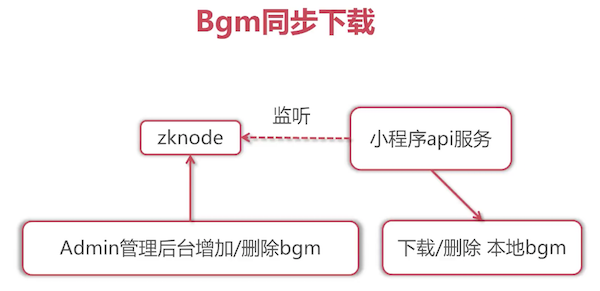 Bgm同步下载
监听
zknode
小程序api服务
Admin管理后台增加/删除bgm
下载/删除 本地bgm